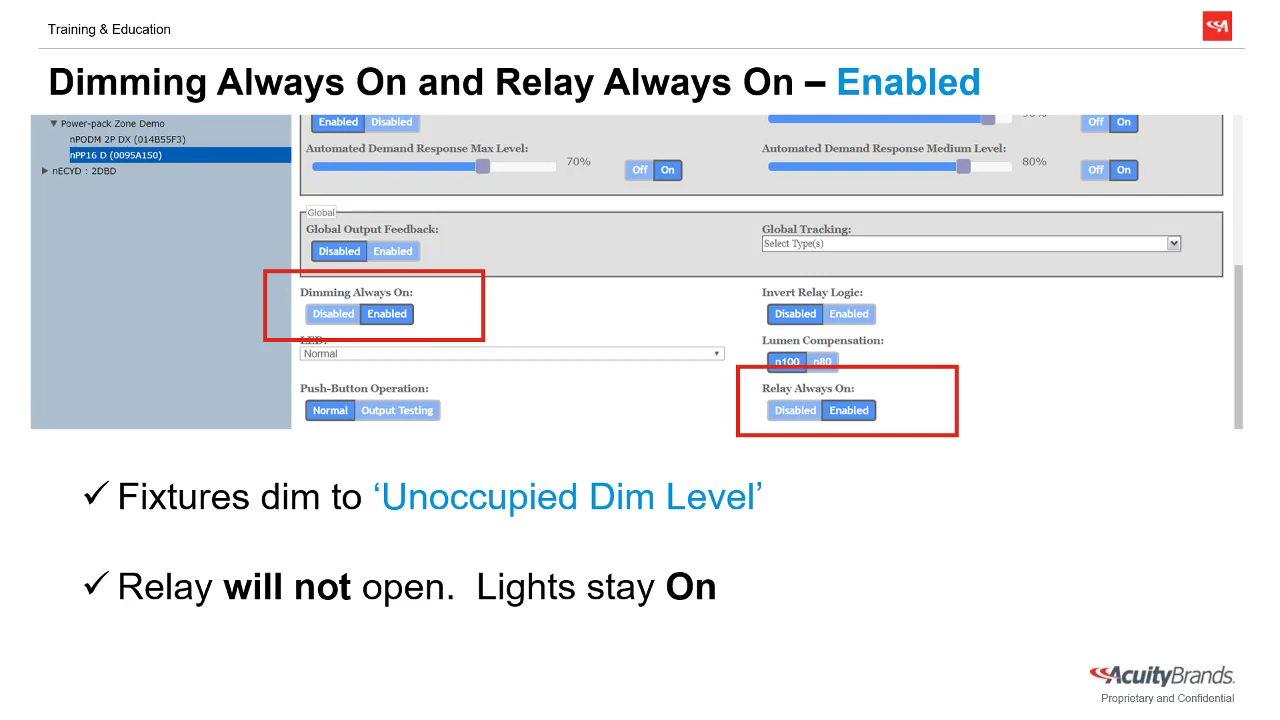 Training & Education
Dimming Always On and Relay Always On – Enabled
Power-pack Zone Demo
nPODM 2P DX (014B55F3)
nPP16 D (0095A150)
nECYD : 2DBD
Enabled Disabled
Off On
Automated Demand Response Max Level:
70%
Off On
Automated Demand Response Medium Level:
80%
Off On
Global
Global Output Feedback:
Disabled Enabled
Global Tracking:
Select Type(s)
Dimming Always On:
Disabled Enabled
Invert Relay Logic:
Disabled Enabled
LED:
Normal
Lumen Compensation:
n100 n80
Push-Button Operation:
Normal Output Testing
Relay Always On:
Disabled Enabled
✓ Fixtures dim to ‘Unoccupied Dim Level’
✓ Relay will not open. Lights stay On
AcuityBrands.
Proprietary and Confidential